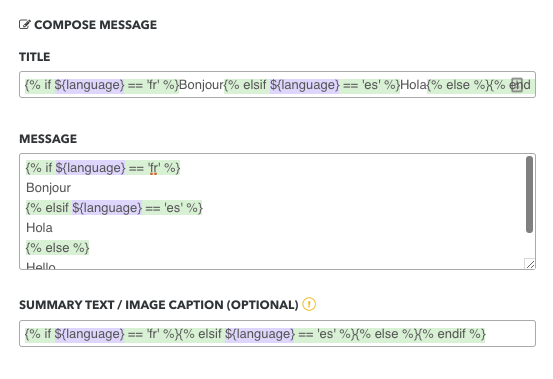 COMPOSE MESSAGE
TITLE
{% if ${language} == 'fr' %}Bonjour{% elsif ${language} == 'es' %}Hola{% else %}{% end
MESSAGE
{% if ${language} == 'fr' %}
Bonjour
{% elsif ${language} == 'es' %}
Hola
{% else %}
Hello
SUMMARY TEXT / IMAGE CAPTION (OPTIONAL) !
{% if ${language} == 'fr' %}{% elsif ${language} == 'es' %}{% else %}{% endif %}